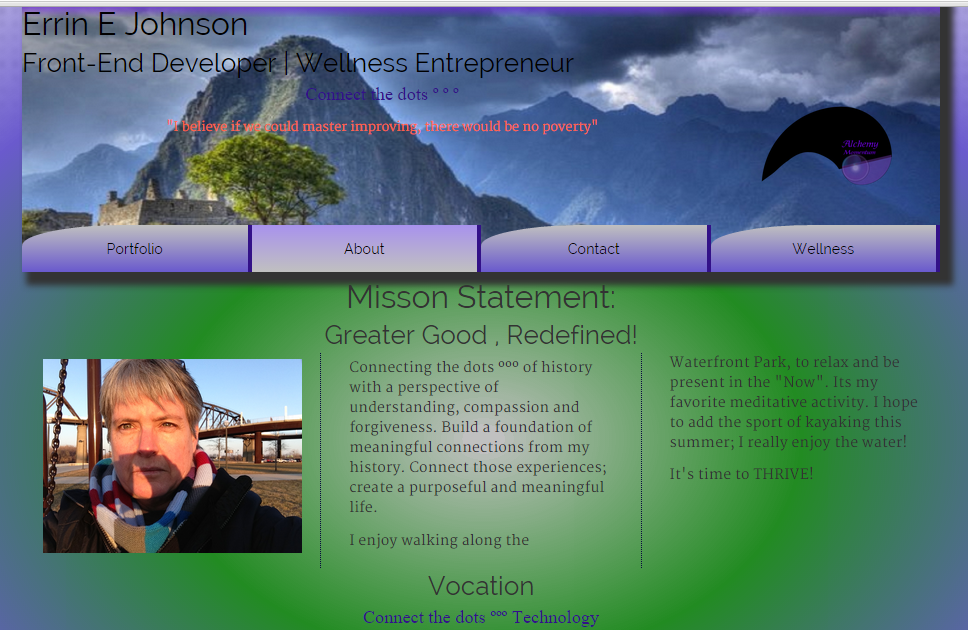 Errin E Johnson
Front-End Developer | Wellness Entrepreneur
Connect the dots ° ° °
"I believe if we could master improving, there would be no poverty"
Alchemy
Portfolio
About
Contact
Wellness
Misson Statement:
Greater Good , Redefined!
Connecting the dots ººº of history
with a perspective of
understanding, compassion and
forgiveness. Build a foundation of
meaningful connections from my
history. Connect those experiences;
create a purposeful and meaningful
life.
I enjoy walking along the
Waterfront Park, to relax and be
present in the "Now". Its my
favorite meditative activity. I hope
to add the sport of kayaking this
summer; I really enjoy the water!
It's time to THRIVE!
Vocation
Connect the dots ººº Technology